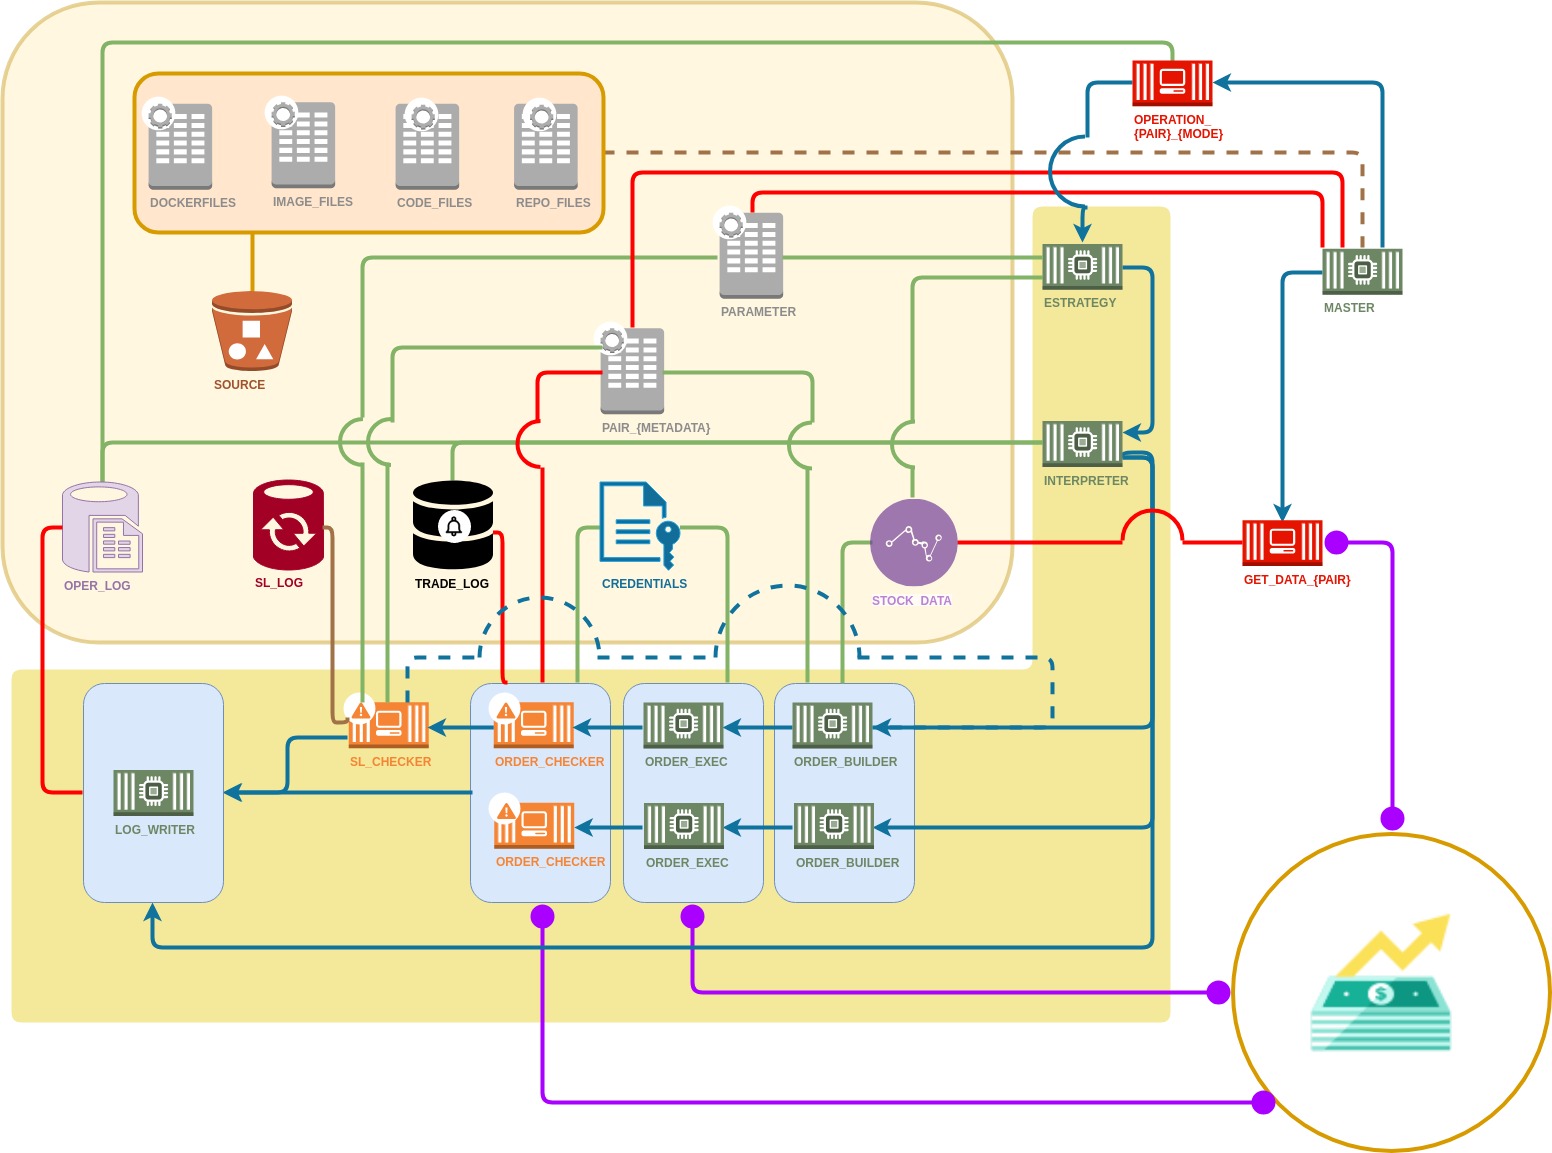 OPERATION_
{PAIR}_{MODE}
DOCKERFILES
IMAGE_FILES
CODE_FILES
REPO_FILES
PARAMETER
ESTRATEGY
MASTER
SOURCE
PAIR_{METADATA}
INTERPRETER
OPER_LOG
SL_LOG
TRADE_LOG
CREDENTIALS
STOCK_DATA
GET_DATA_{PAIR}
SL_CHECKER
ORDER_CHECKER
ORDER_EXEC
ORDER_BUILDER
LOG_WRITER
ORDER_CHECKER
ORDER_EXEC
ORDER_BUILDER
$